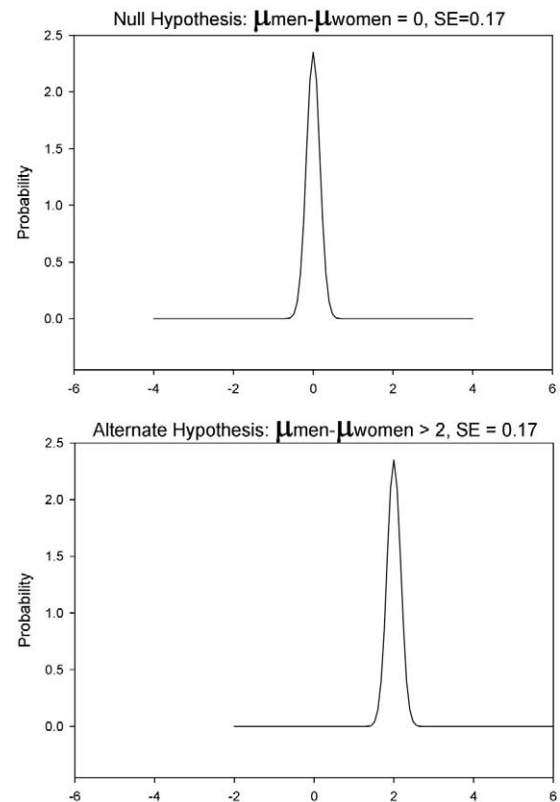 Null Hypothesis: μmen-μwomen = 0, SE=0.17
2.5
2.0
1.5
1.0
0.5
0.0
Probability
-6 -4 -2 0 2 4 6
Alternate Hypothesis: μmen-μwomen > 2, SE = 0.17
2.5
2.0
1.5
1.0
0.5
0.0
Probability
-6 -4 -2 0 2 4 6